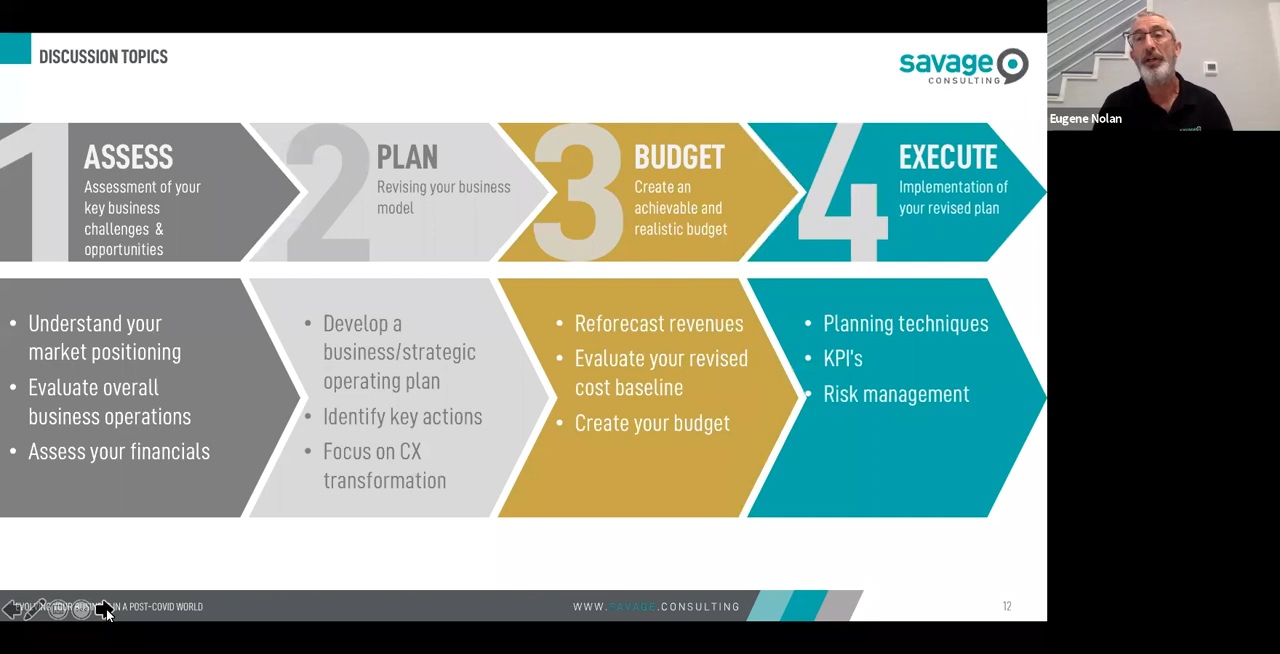 DISCUSSION TOPICS
savage
CONSULTING
Eugene Nolan
1
ASSESS
Assessment of your
key business
challenges &
opportunities
2
PLAN
Revising your business
model
3
BUDGET
Create an
achievable and
realistic budget
4
EXECUTE
Implementation of
your revised plan
• Understand your
market positioning
• Evaluate overall
business operations
• Assess your financials
• Develop a
business/strategic
operating plan
• Identify key actions
• Focus on CX
transformation
• Reforecast revenues
• Evaluate your revised
cost baseline
• Create your budget
• Planning techniques
• KPI's
• Risk management
IN A POST-COVID WORLD
WWW.SAVAGE.CONSULTING
12